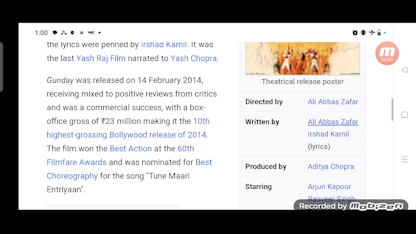 1:00
the lyrics were penned by Irshad Kamil. It was
the last Yash Raj Film narrated to Yash Chopra.
Gunday was released on 14 February 2014,
receiving mixed to positive reviews from critics
and was a commercial success, with a box-
office gross of ₹23 million making it the 10th
highest-grossing Bollywood release of 2014.
The film won the Best Action at the 60th
Filmfare Awards and was nominated for Best
Choreography for the song "Tune Maari
Entriyaan".
Theatrical release poster
Directed by Ali Abbas Zafar
Written by Ali Abbas Zafar
Irshad Kamil
(lyrics)
Produced by Aditya Chopra
Starring Arjun Kapoor
Ranveer Singh
Recorded by Mobizen